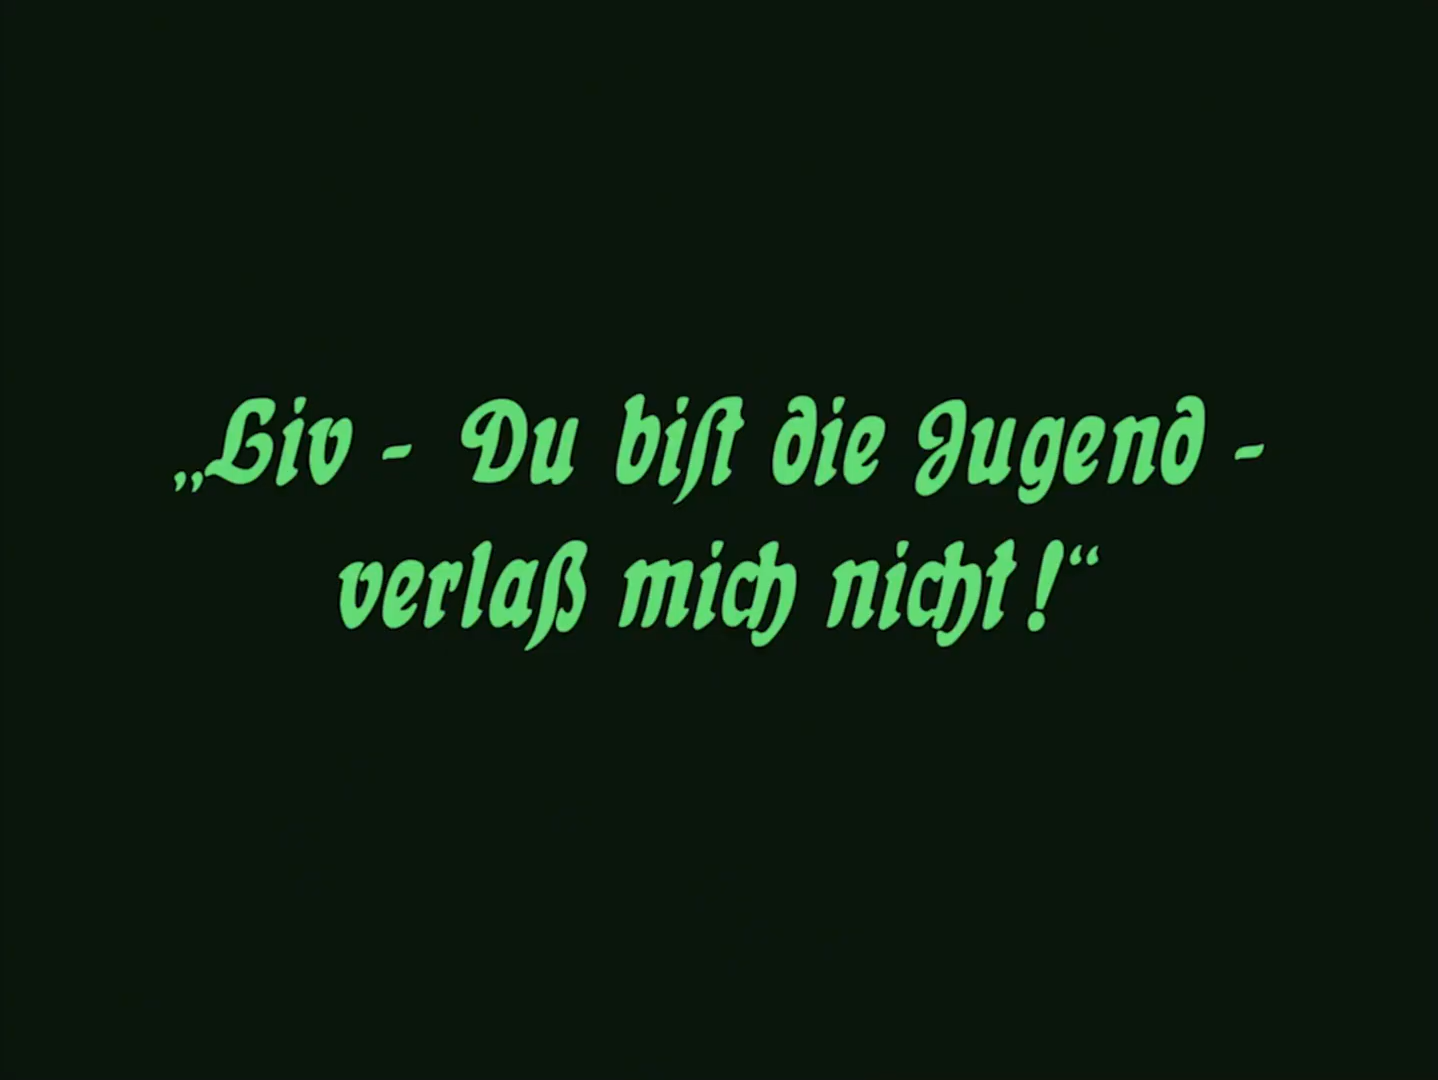 „Liv - Du bist die Jugend -
verlaß mich nicht!“